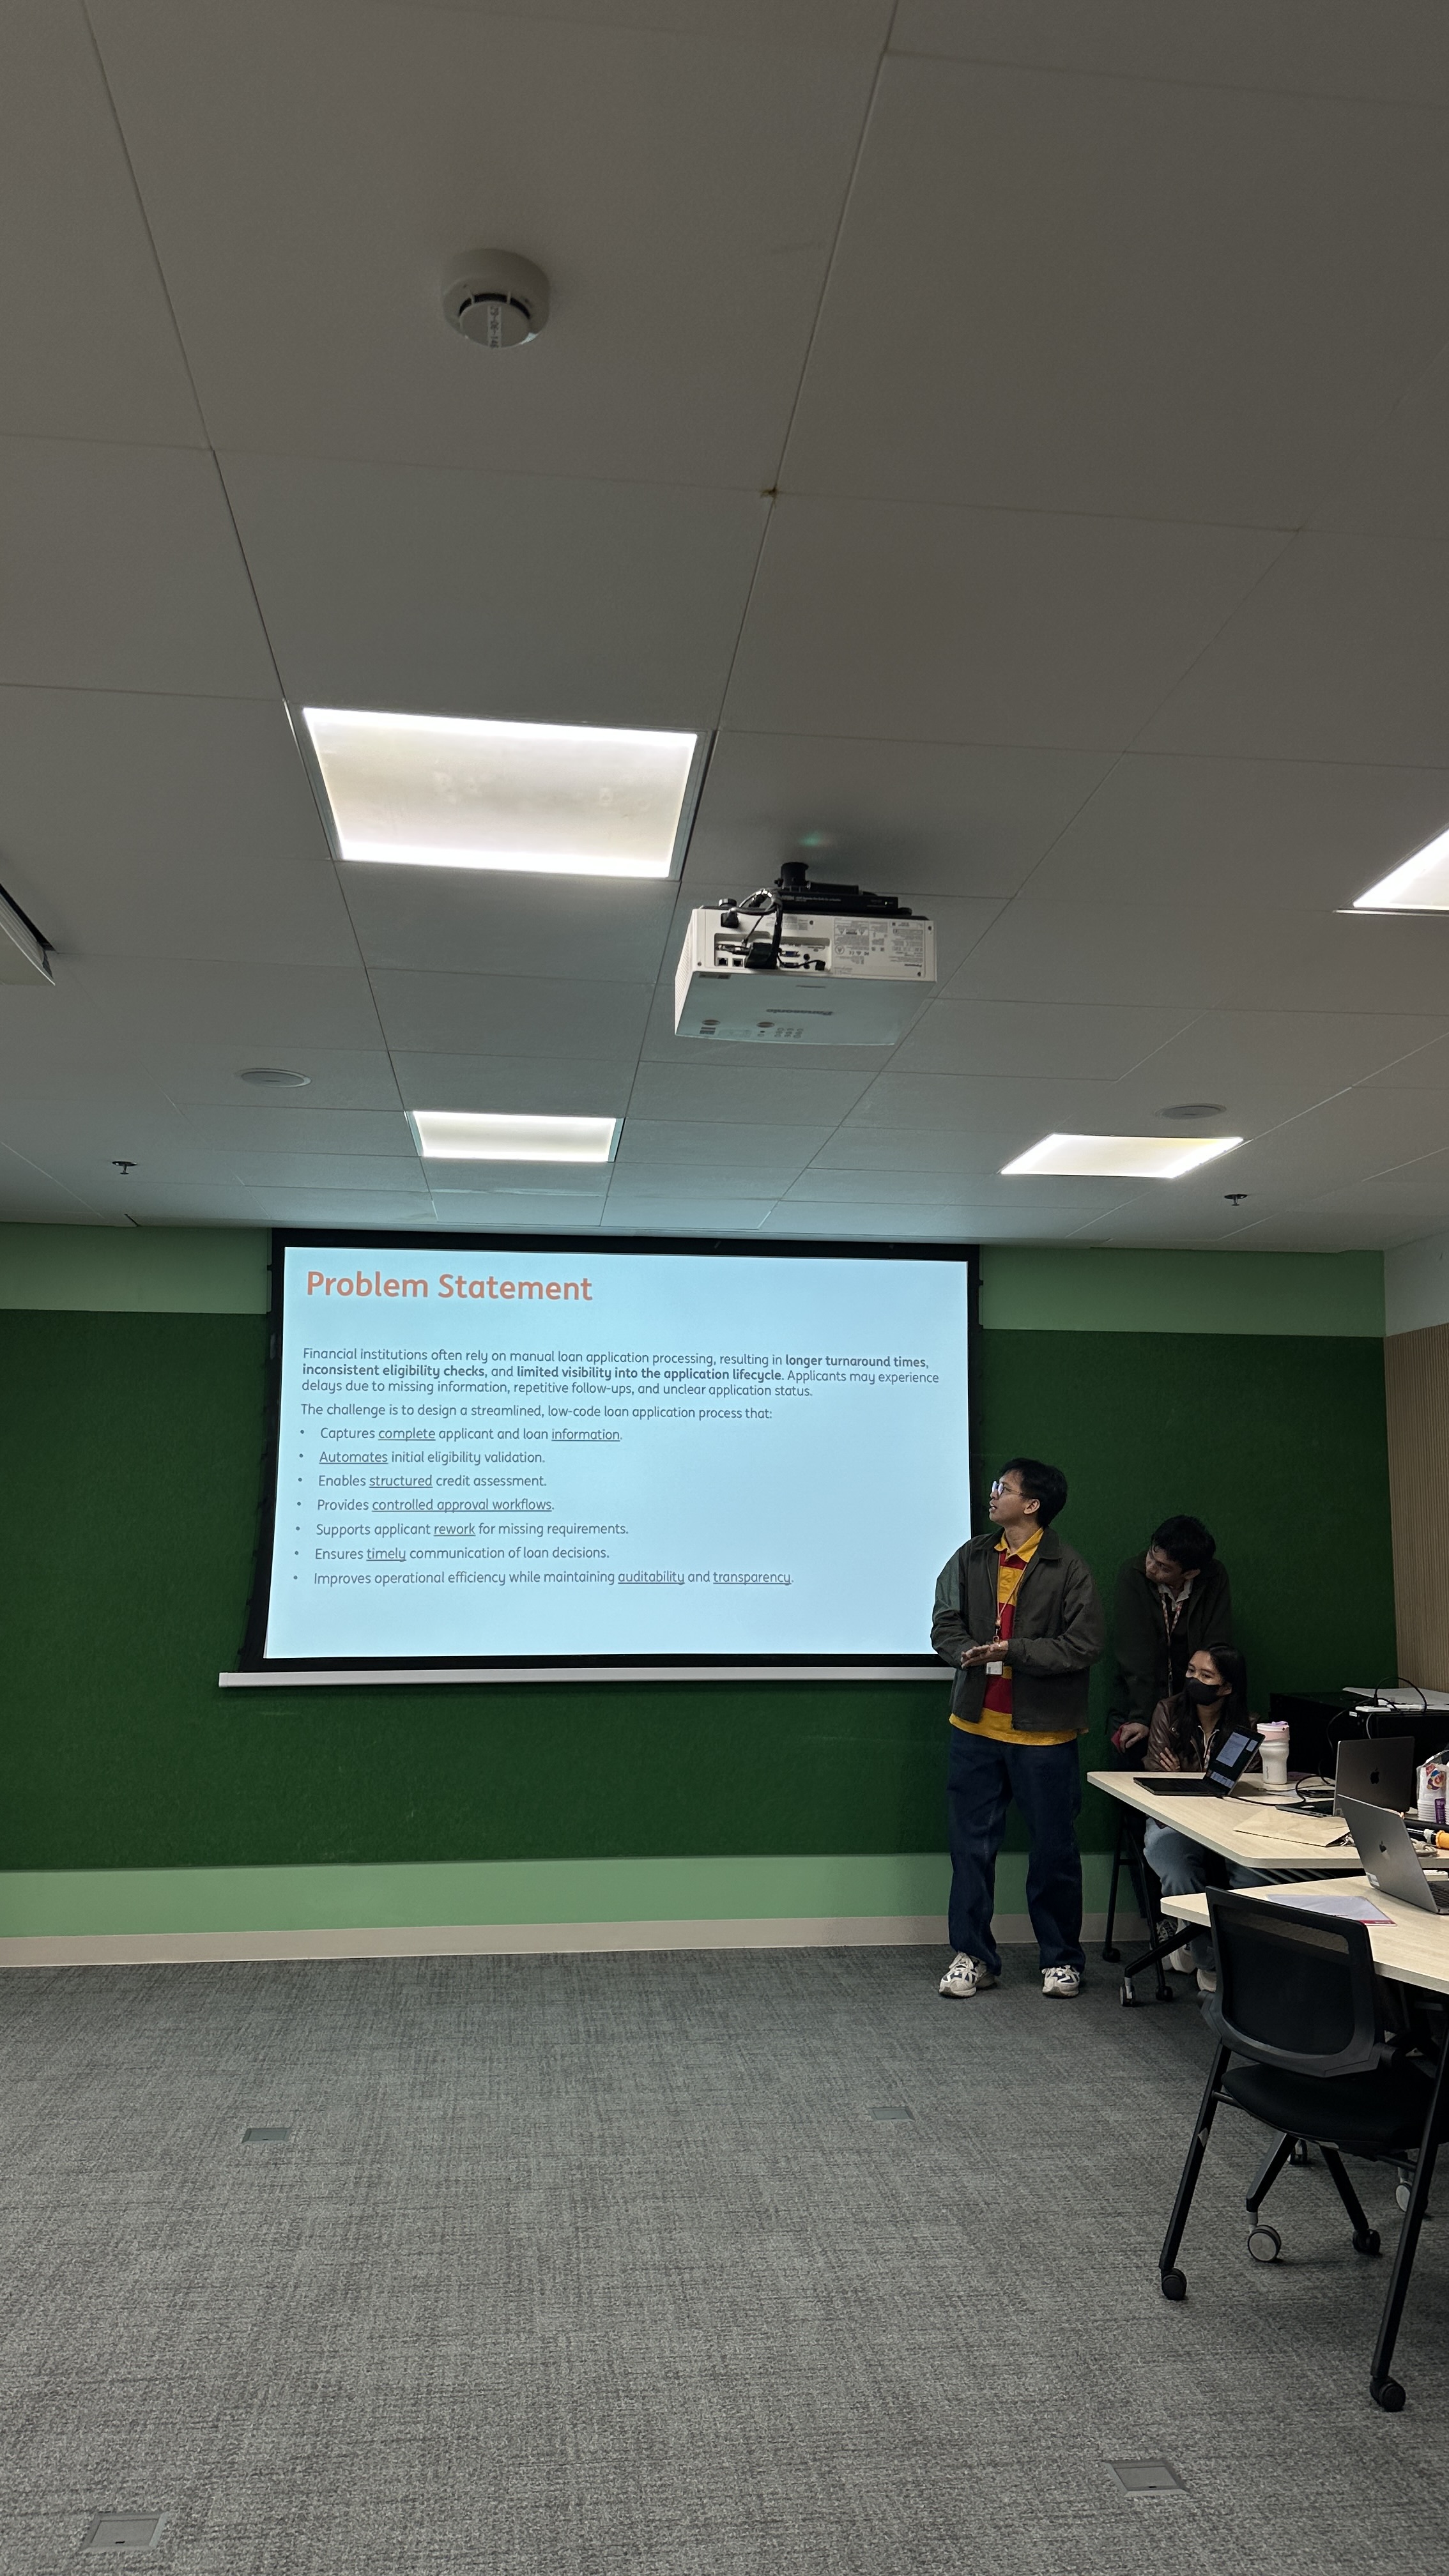 Problem Statement
Financial institutions often rely on manual loan application processing, resulting in longer turnaround times,
inconsistent eligibility checks, and limited visibility into the application lifecycle. Applicants may experience
delays due to missing information, repetitive follow-ups, and unclear application status.
The challenge is to design a streamlined, low-code loan application process that:
• Captures complete applicant and loan information.
• Automates initial eligibility validation.
• Enables structured credit assessment.
• Provides controlled approval workflows.
• Supports applicant rework for missing requirements.
• Ensures timely communication of loan decisions.
• Improves operational efficiency while maintaining auditability and transparency.